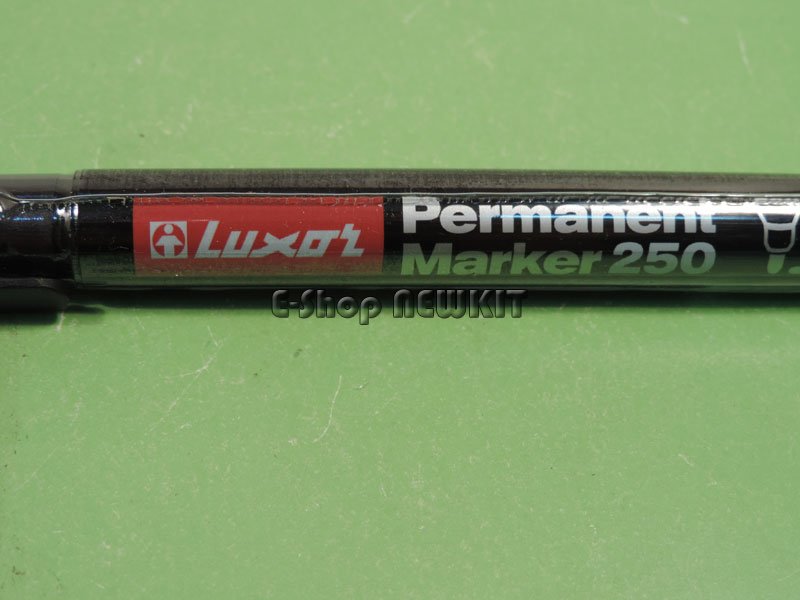 Luxor
Permanent
Marker 250
E-Shop NEWKIT